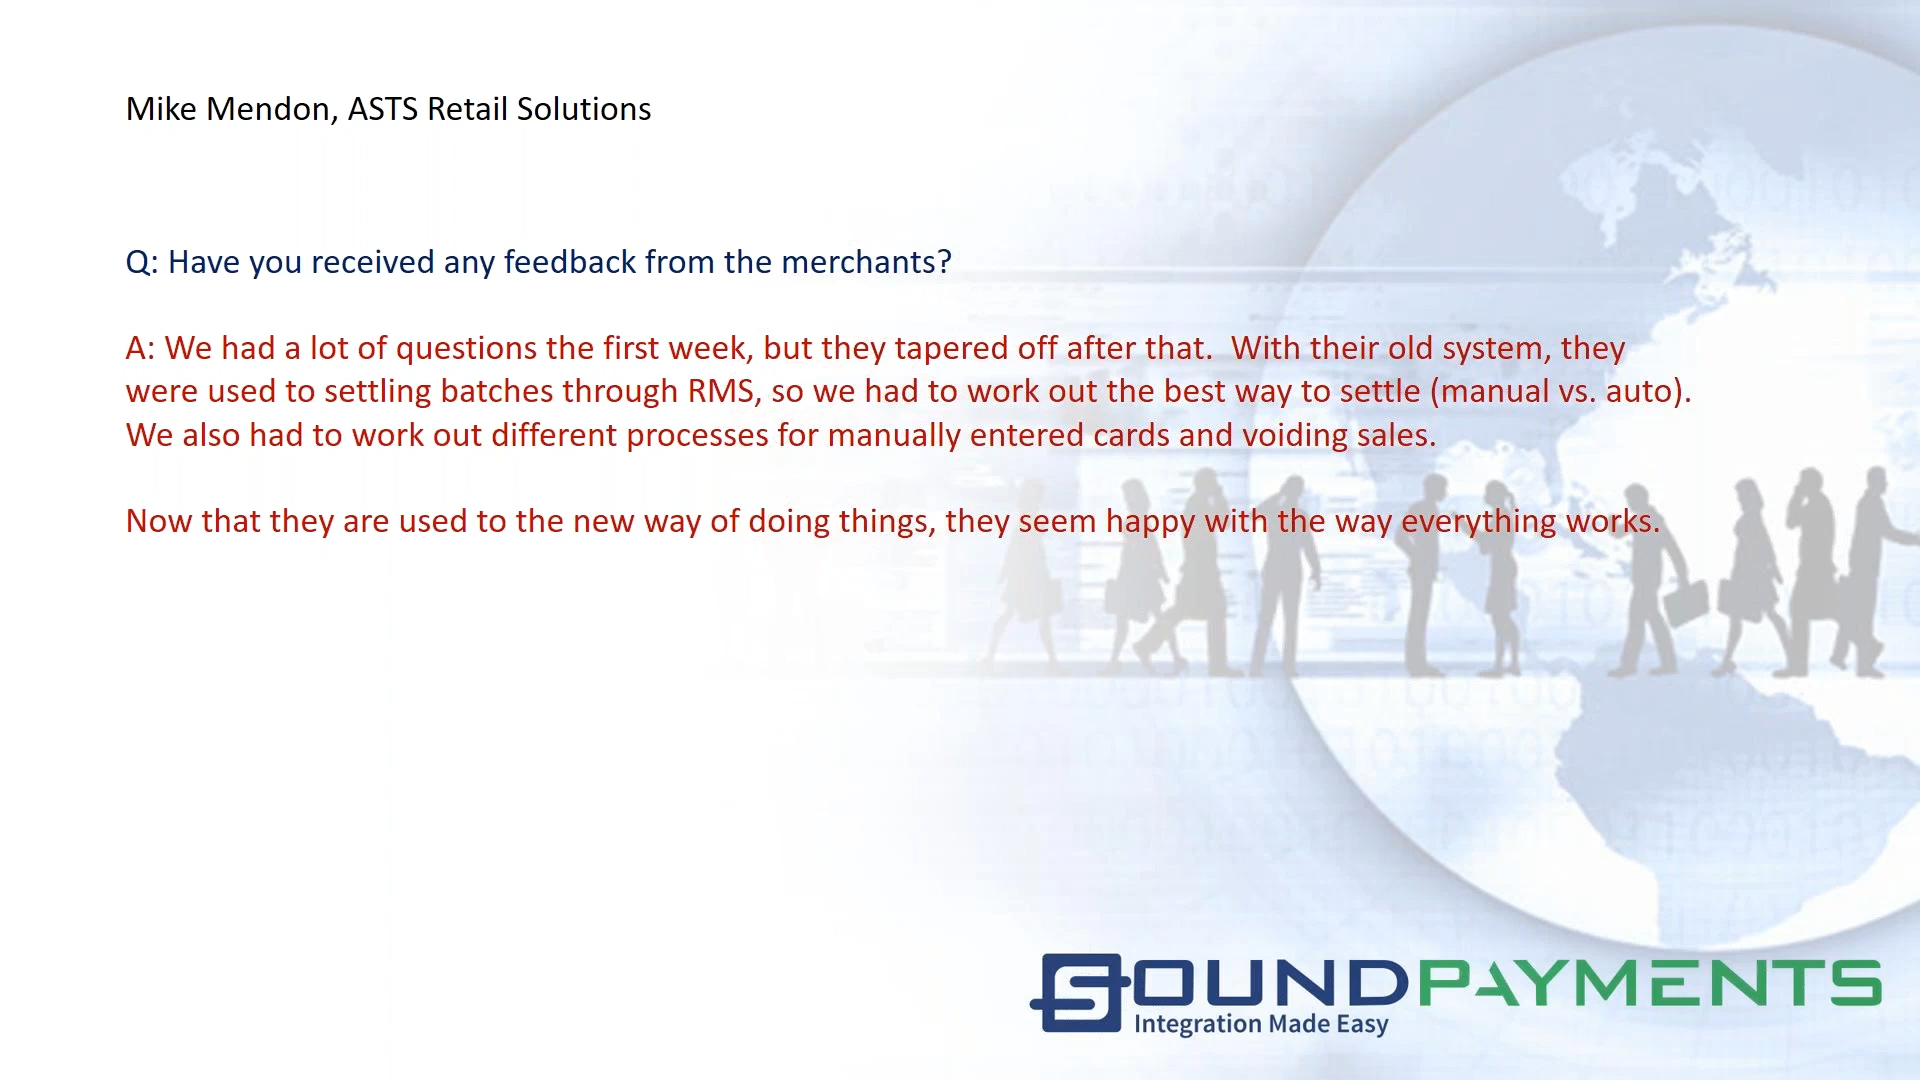 Mike Mendon, ASTS Retail Solutions
Q: Have you received any feedback from the merchants?
A: We had a lot of questions the first week, but they tapered off after that.  With their old system, they
were used to settling batches through RMS, so we had to work out the best way to settle (manual vs. auto).
We also had to work out different processes for manually entered cards and voiding sales.
Now that they are used to the new way of doing things, they seem happy with the way everything works.
SOUNDPAYMENTS
Integration Made Easy